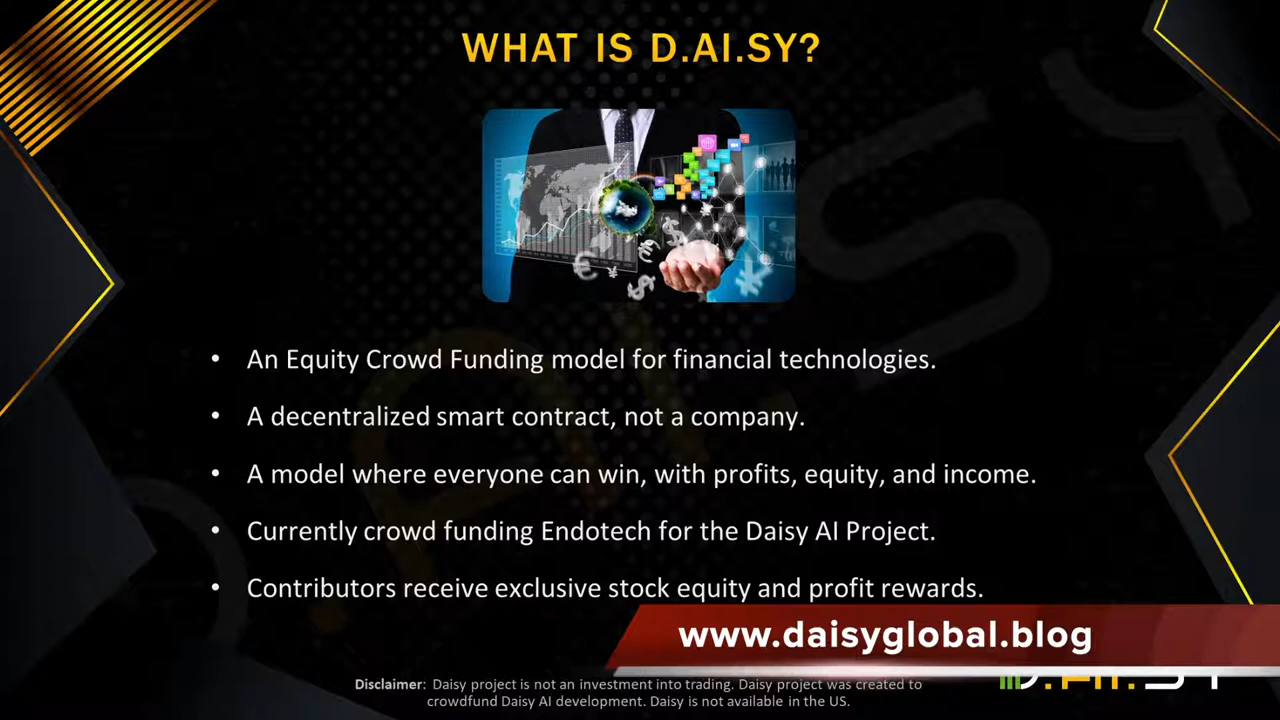 WHAT IS D.AI.SY?
• An Equity Crowd Funding model for financial technologies.
• A decentralized smart contract, not a company.
• A model where everyone can win, with profits, equity, and income.
• Currently crowd funding Endotech for the Daisy AI Project.
• Contributors receive exclusive stock equity and profit rewards.
www.daisyglobal.blog
Disclaimer: Daisy project is not an investment into trading. Daisy project was created to
crowdfund Daisy AI development. Daisy is not available in the US.